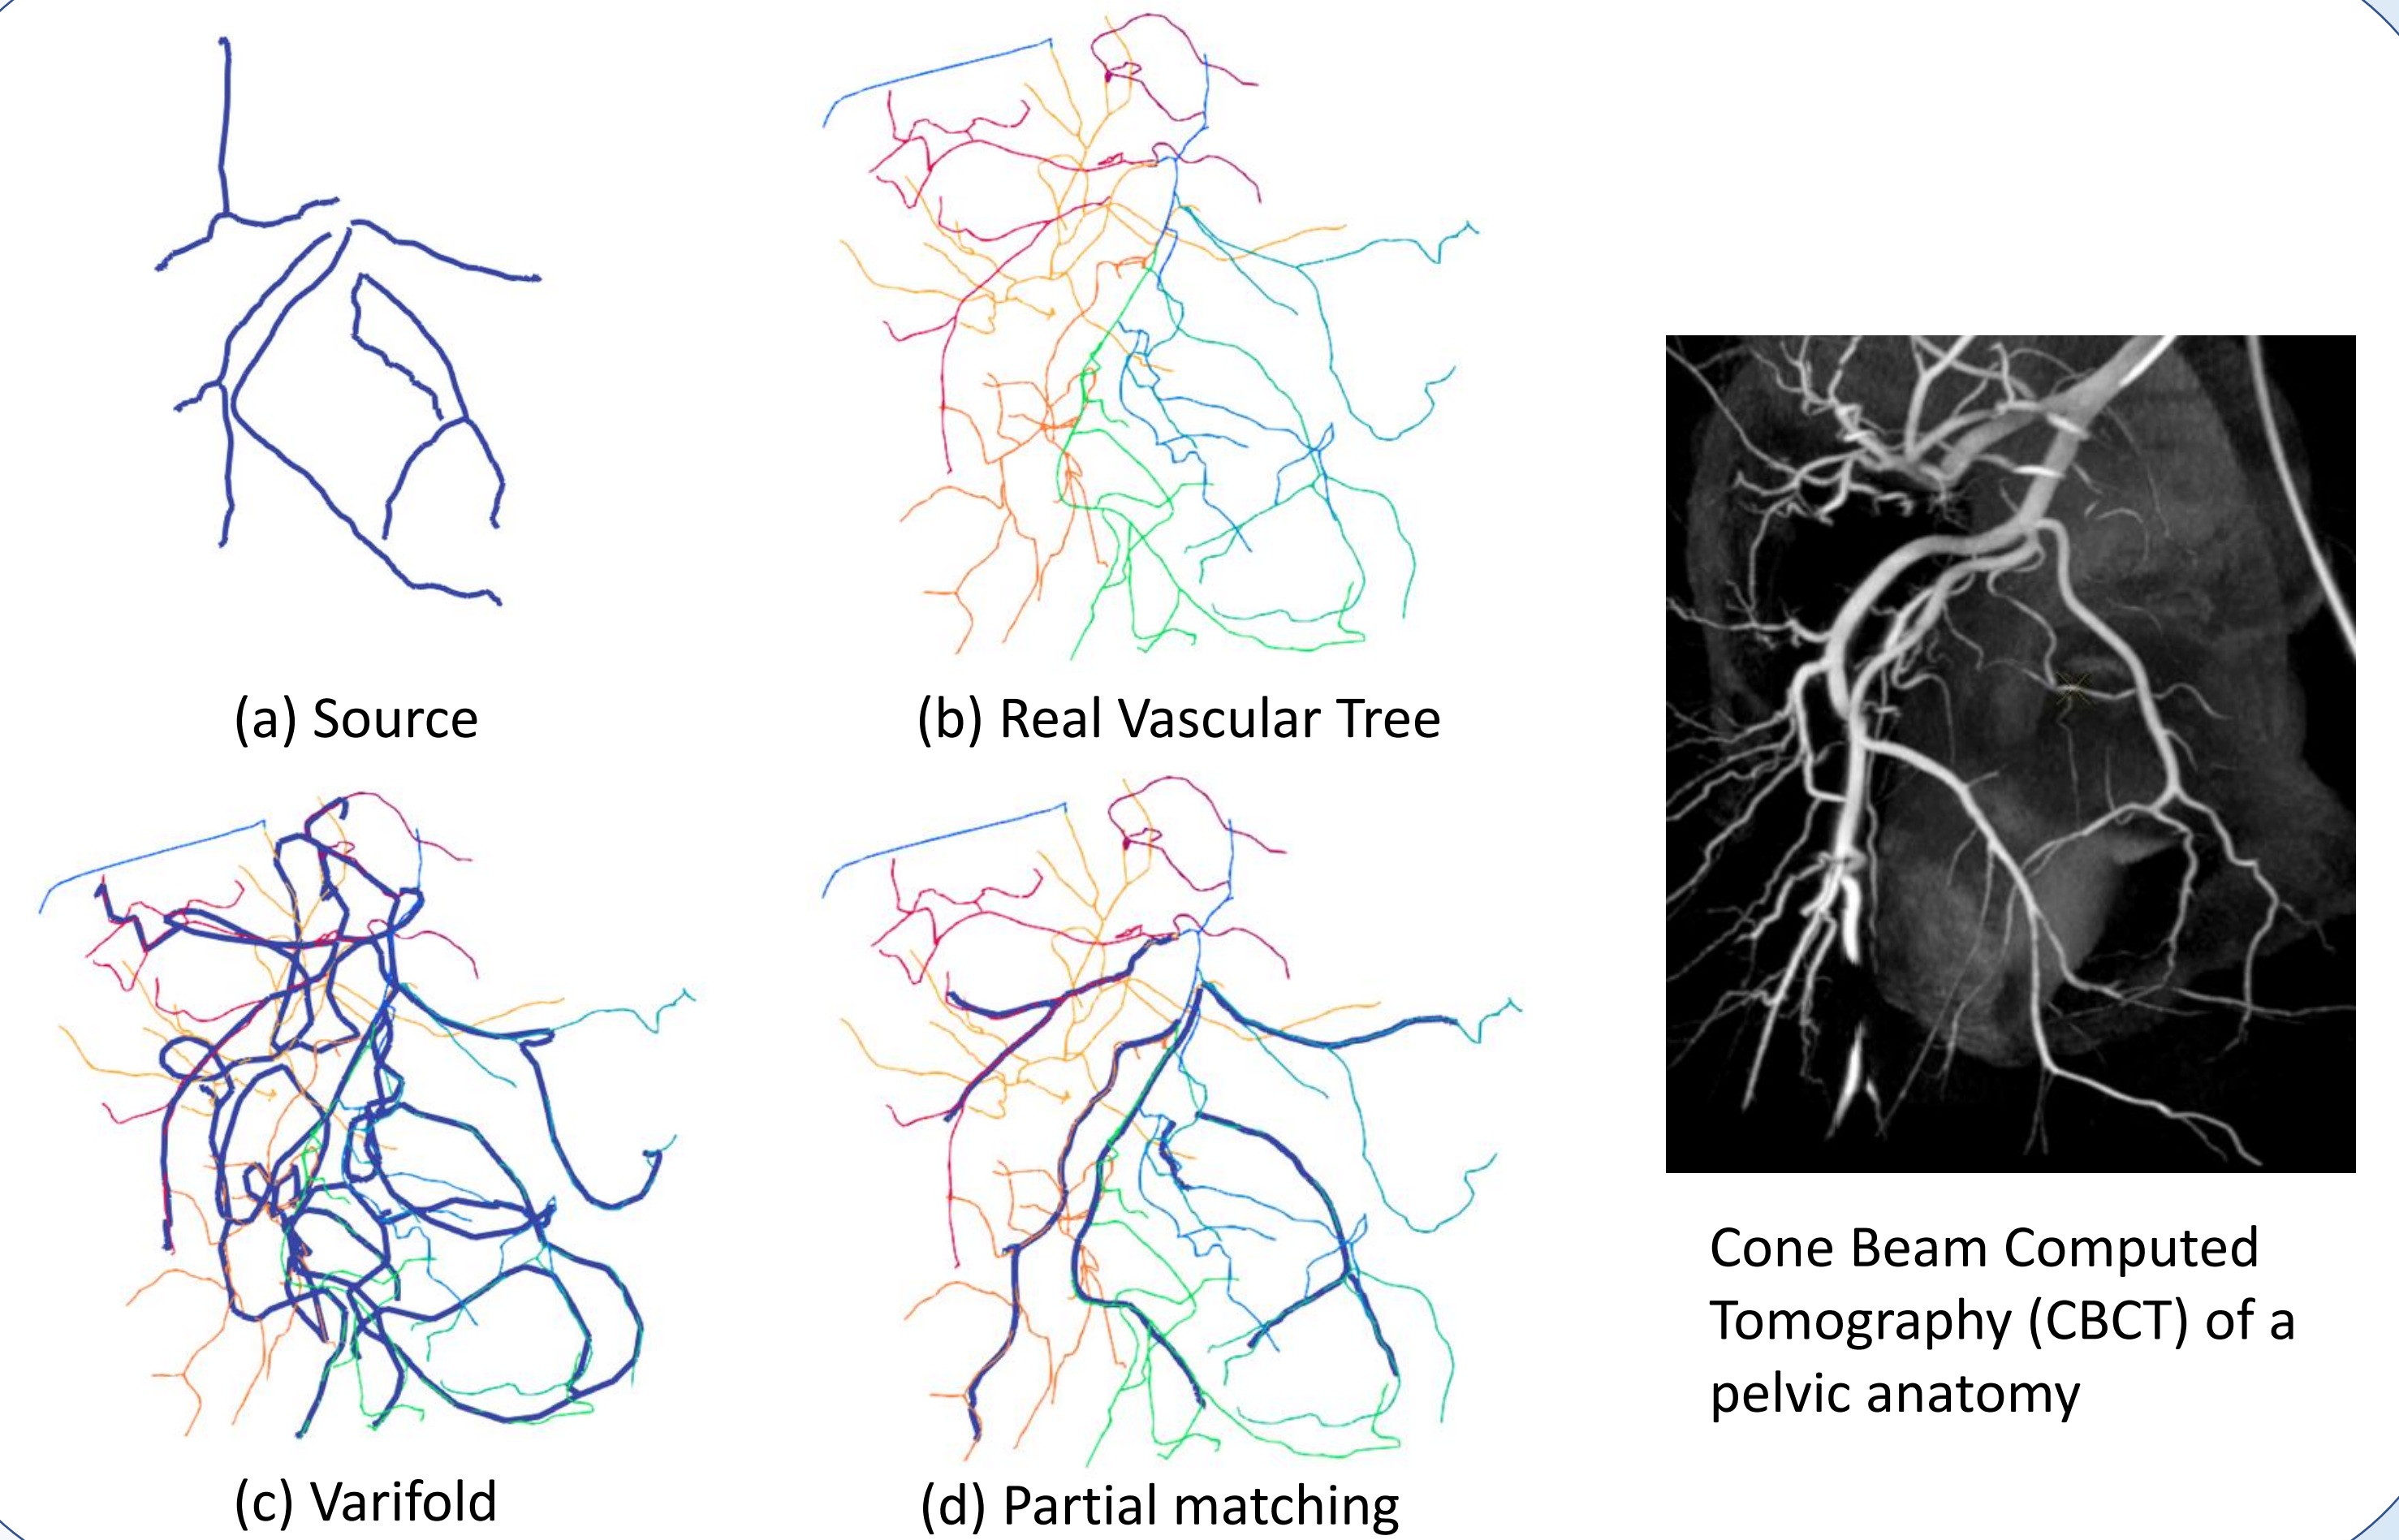 (a) Source
(b) Real Vascular Tree
(c) Varifold
(d) Partial matching
Cone Beam Computed
Tomography (CBCT) of a
pelvic anatomy